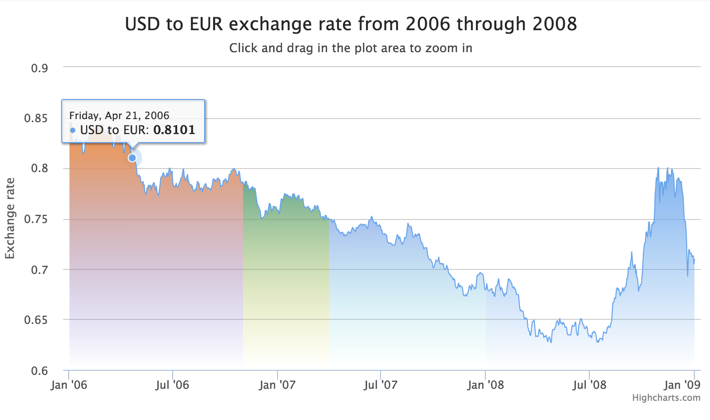 USD to EUR exchange rate from 2006 through 2008
Click and drag in the plot area to zoom in
0.9
0.85
Friday, Apr 21, 2006
● USD to EUR: 0.8101
0.8
Exchange rate
0.75
0.7
0.65
0.6
Jan '06
Jul '06
Jan '07
Jul '07
Jan '08
Jul '08
Jan '09
Highcharts.com